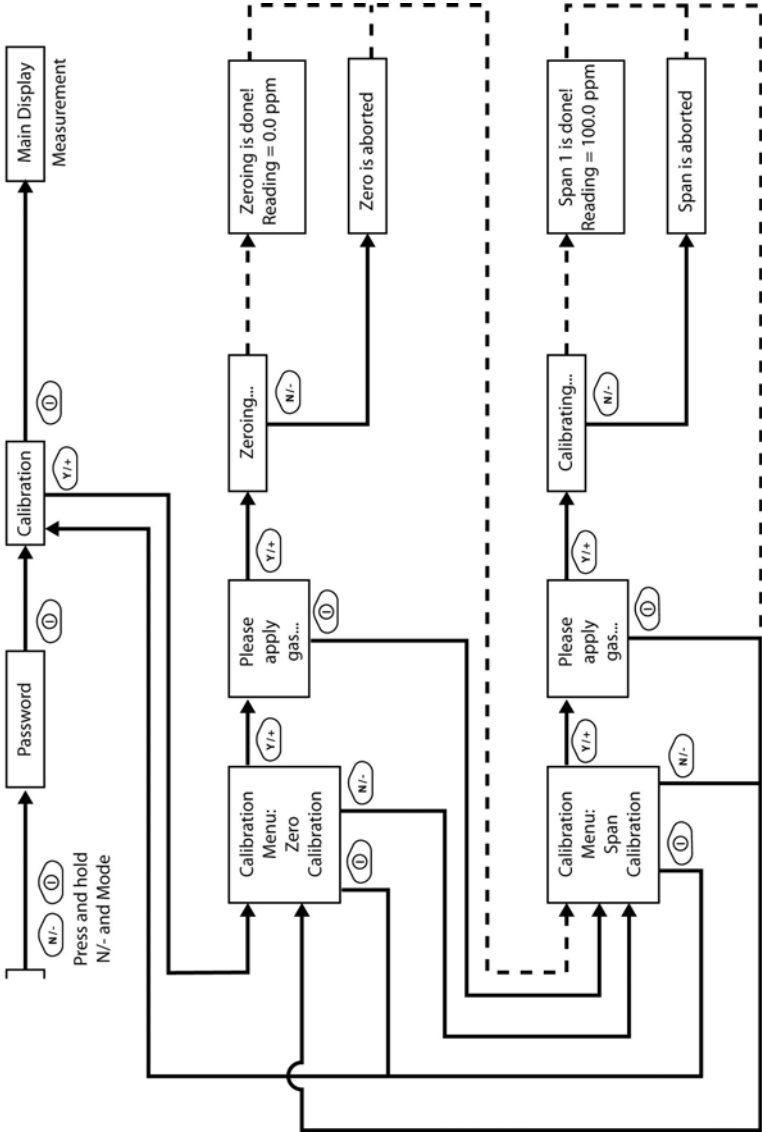 N/-
Press and hold
N/- and Mode
Password
Calibration
Y/+
Main Display
Measurement
Calibration
Menu:
Zero
Calibration
Y/+
N/-
Please
apply
gas...
Y/+
Zeroing...
N/-
Zeroing is done!
Reading = 0.0 ppm
Zero is aborted
Calibration
Menu:
Span
Calibration
Y/+
N/-
Please
apply
gas...
Y/+
Calibrating...
N/-
Span 1 is done!
Reading = 100.0 ppm
Span is aborted